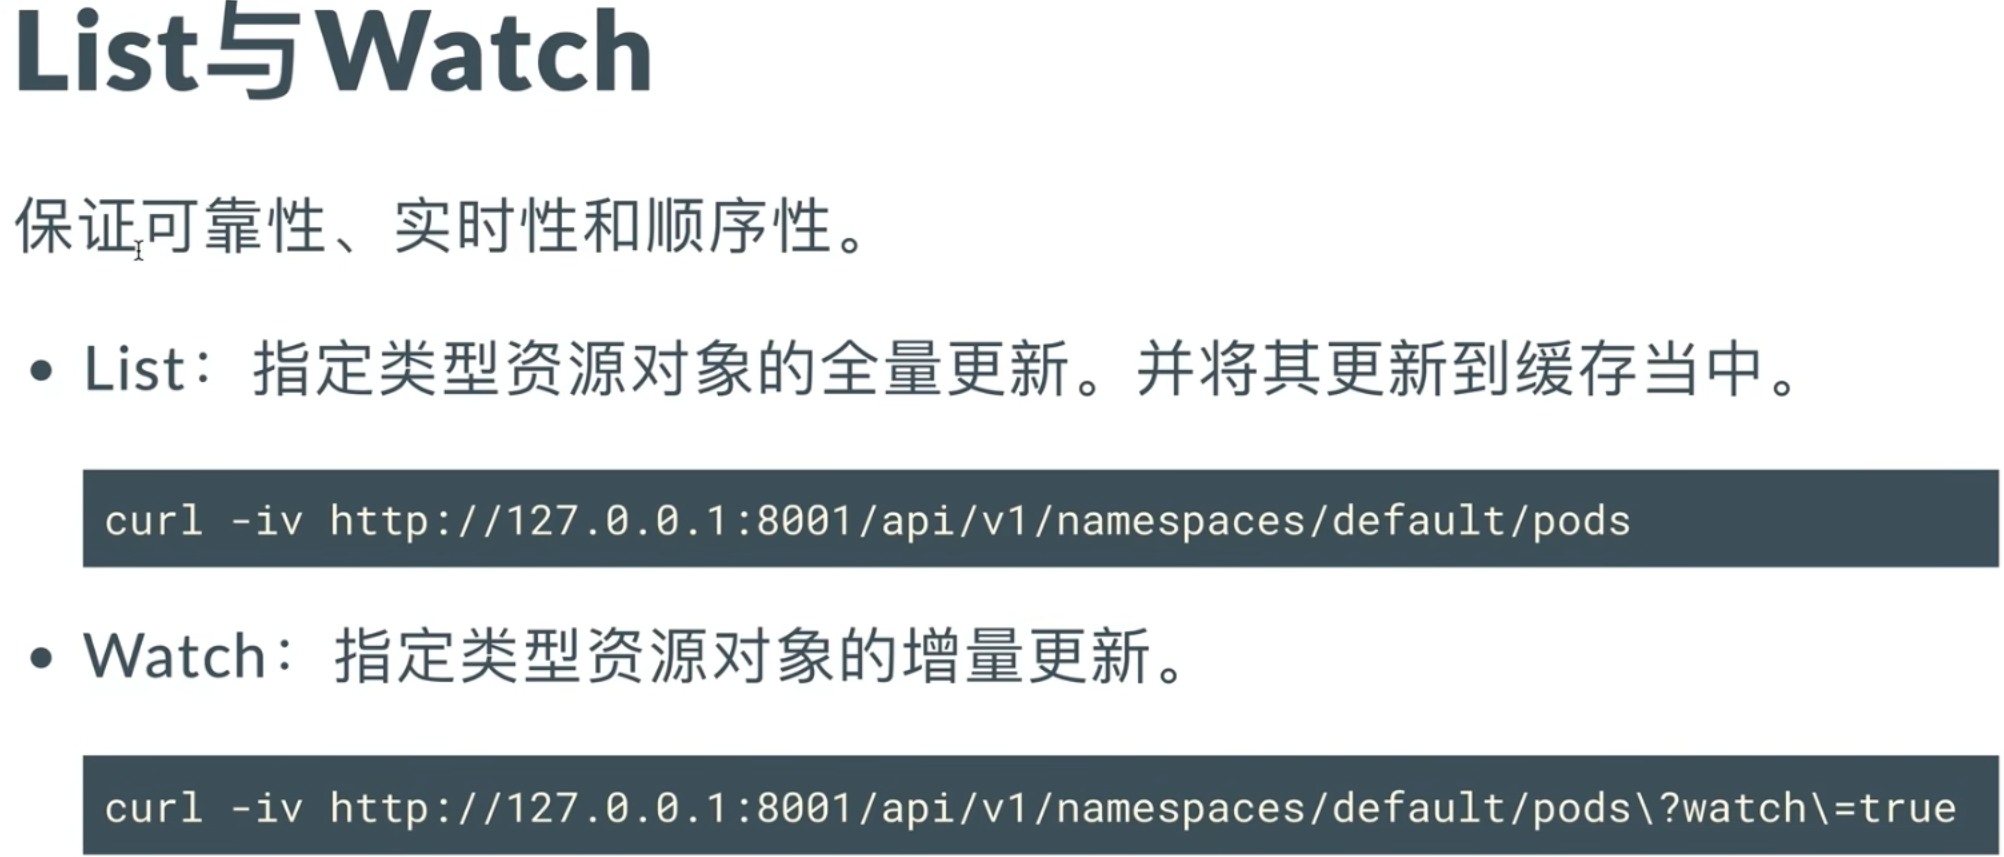 List与Watch
保证可靠性、实时性和顺序性。
• List：指定类型资源对象的全量更新。并将其更新到缓存当中。
curl -iv http://127.0.0.1:8001/api/v1/namespaces/default/pods
• Watch：指定类型资源对象的增量更新。
curl -iv http://127.0.0.1:8001/api/v1/namespaces/default/pods\?watch\=true